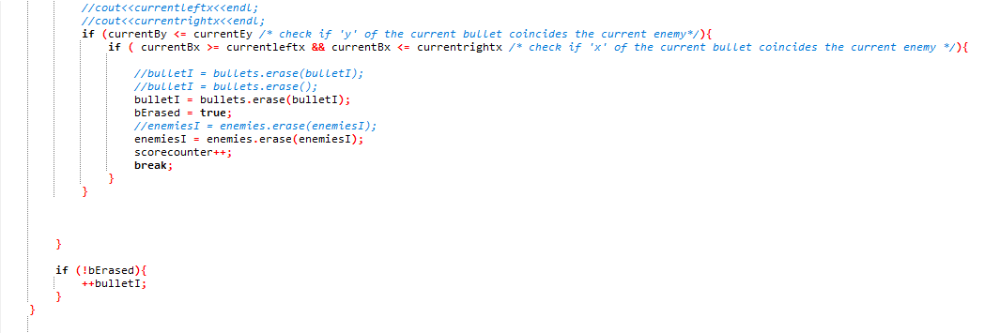 //cout<<currentleftx<<endl;
//cout<<currentrightx<<endl;
if (currentBy <= currentEy /* check if 'y' of the current bullet coincides the current enemy*/){
if ( currentBx >= currentleftx && currentBx <= currentrightx /* check if 'x' of the current bullet coincides the current enemy */){
//bulletI = bullets.erase(bulletI);
//bulletI = bullets.erase();
bulletI = bullets.erase(bulletI);
bErased = true;
//enemiesI = enemies.erase(enemiesI);
enemiesI = enemies.erase(enemiesI);
scorecounter++;
break;
}
}
}
if (!bErased){
++bulletI;
}
}